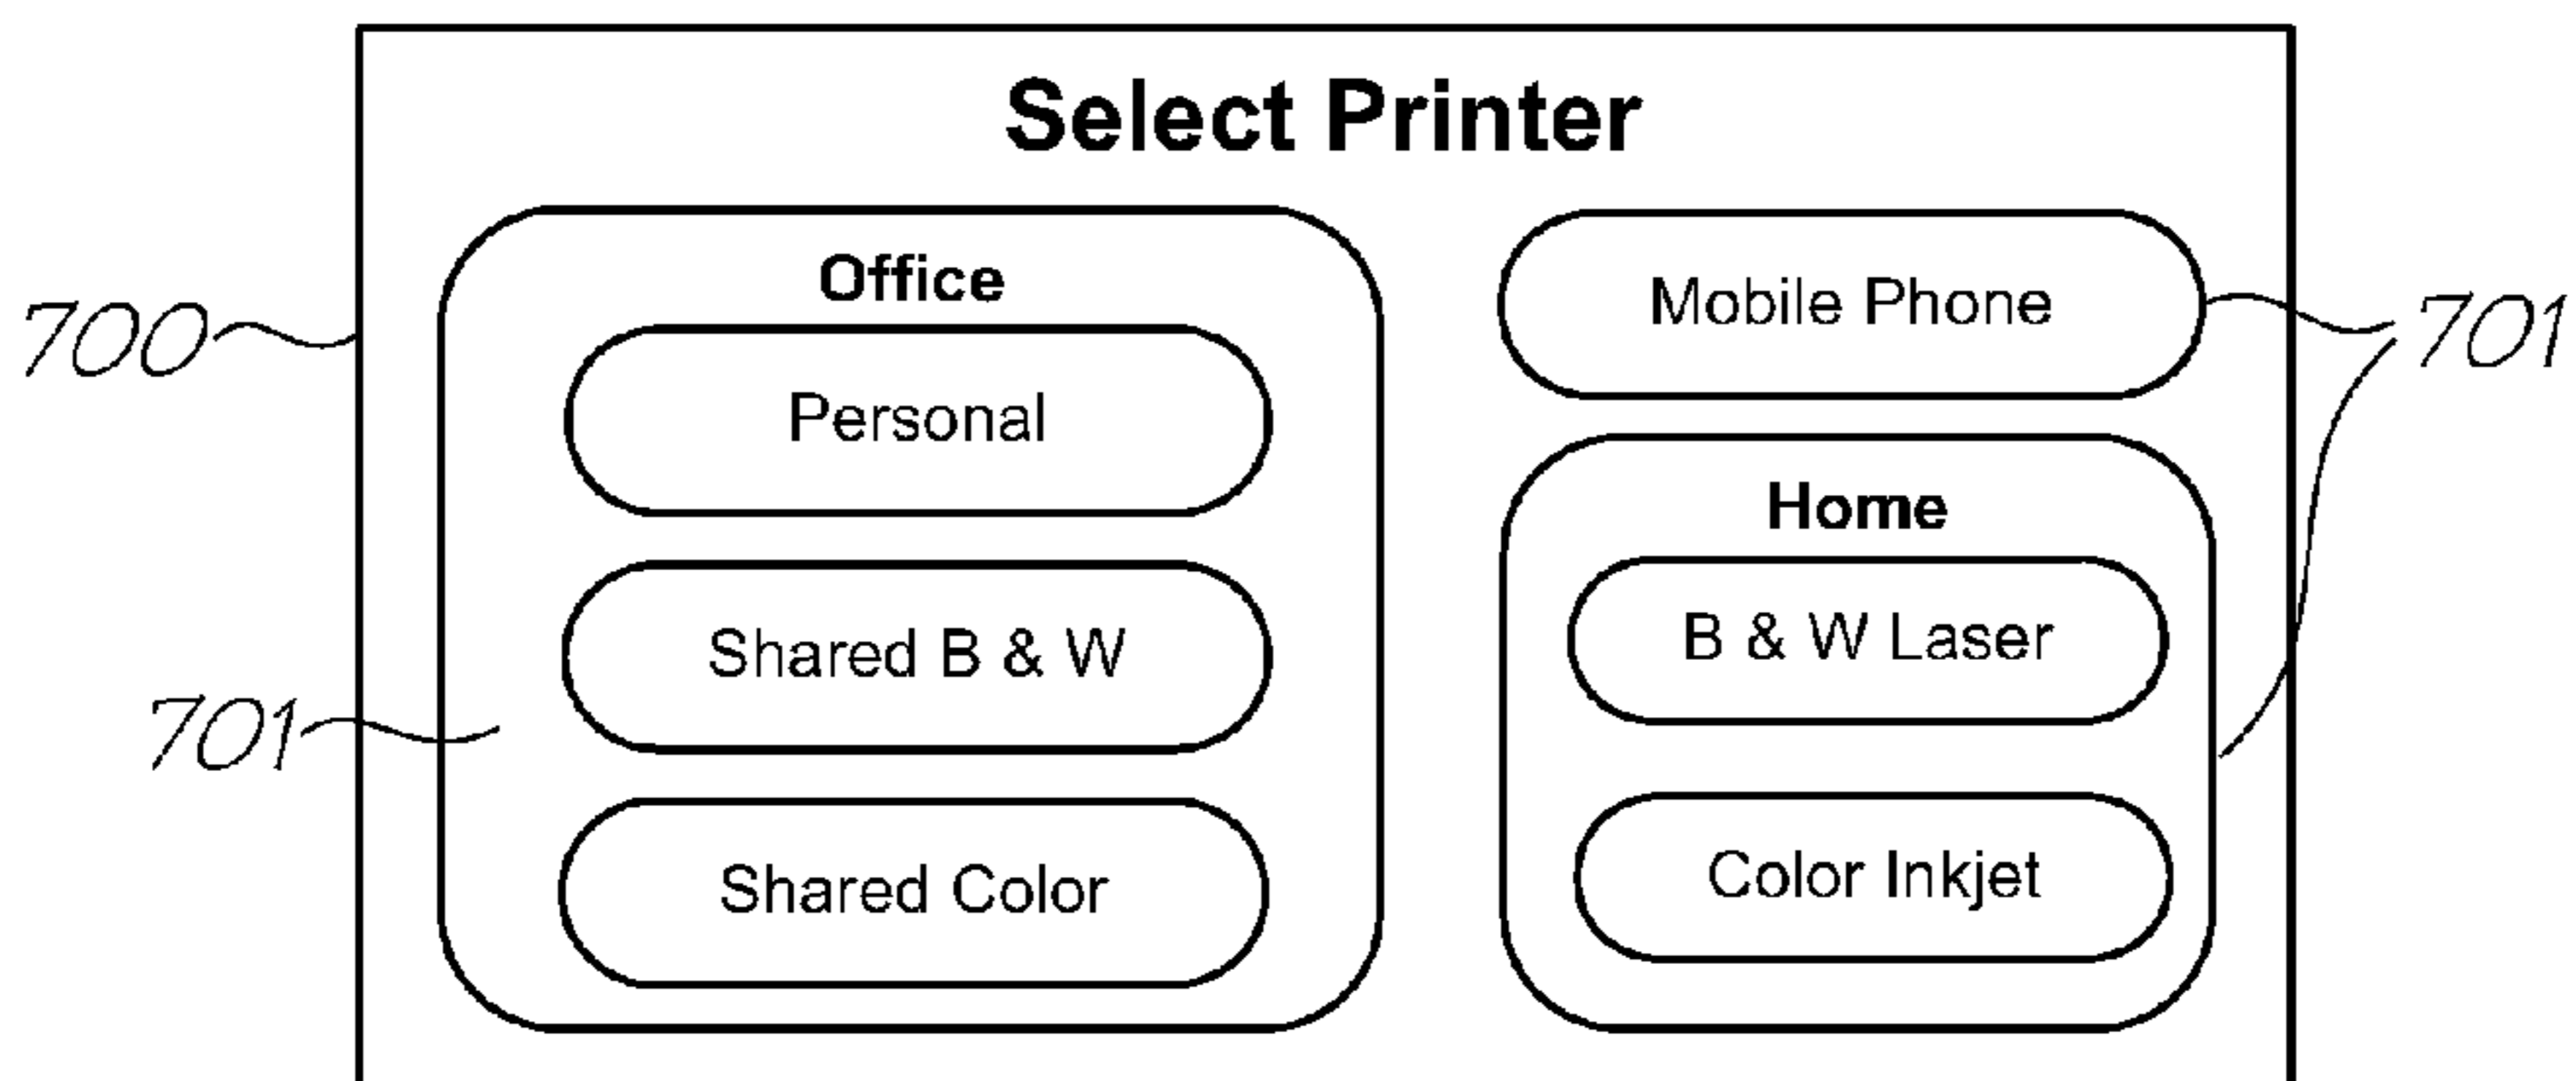 Select Printer
Office
Personal
Shared B & W
Shared Color
Mobile Phone
Home
B & W Laser
Color Inkjet
700
701
701